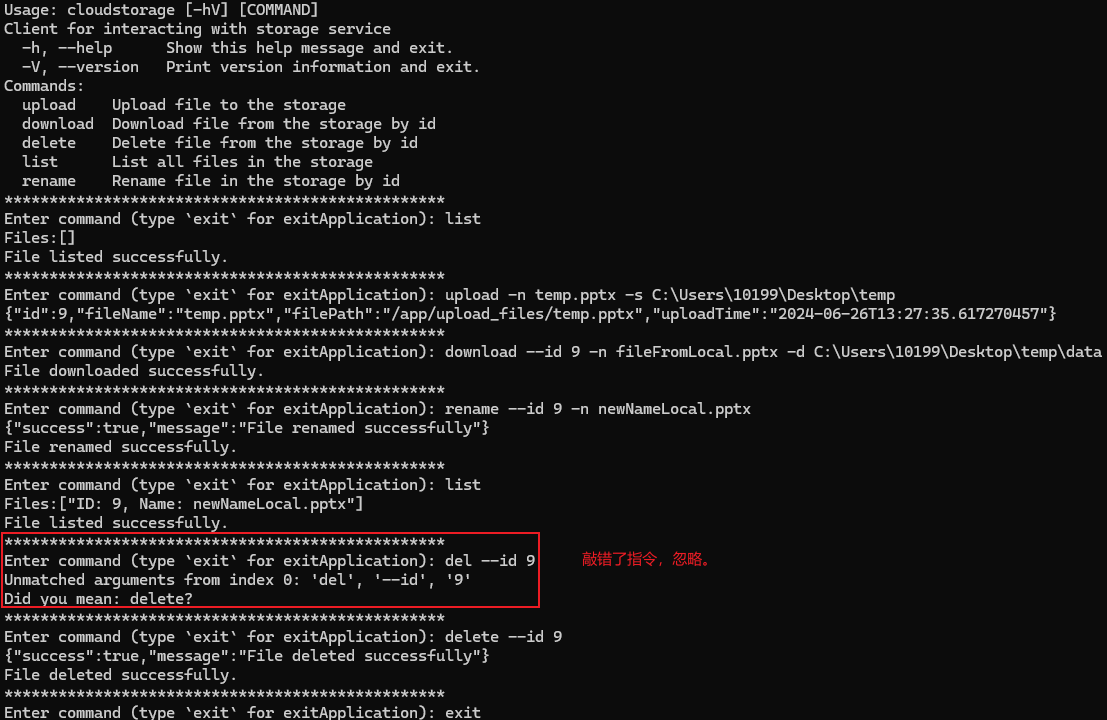 Usage: cloudstorage [-hV] [COMMAND]
Client for interacting with storage service
  -h, --help      Show this help message and exit.
  -V, --version   Print version information and exit.
Commands:
  upload    Upload file to the storage
  download  Download file from the storage by id
  delete    Delete file from the storage by id
  list      List all files in the storage
  rename    Rename file in the storage by id
*************************************************
Enter command (type `exit` for exitApplication): list
Files:[]
File listed successfully.
*************************************************
Enter command (type `exit` for exitApplication): upload -n temp.pptx -s C:\Users\10199\Desktop\temp
{"id":9,"fileName":"temp.pptx","filePath":"/app/upload_files/temp.pptx","uploadTime":"2024-06-26T13:27:35.617270457"}
*************************************************
Enter command (type `exit` for exitApplication): download --id 9 -n fileFromLocal.pptx -d C:\Users\10199\Desktop\temp\data
File downloaded successfully.
*************************************************
Enter command (type `exit` for exitApplication): rename --id 9 -n newNameLocal.pptx
{"success":true,"message":"File renamed successfully"}
File renamed successfully.
*************************************************
Enter command (type `exit` for exitApplication): list
Files:["ID: 9, Name: newNameLocal.pptx"]
File listed successfully.
*************************************************
Enter command (type `exit` for exitApplication): del --id 9
敲错了指令，忽略。
Unmatched arguments from index 0: 'del', '--id', '9'
Did you mean: delete?
*************************************************
Enter command (type `exit` for exitApplication): delete --id 9
{"success":true,"message":"File deleted successfully"}
File deleted successfully.
*************************************************
Enter command (type `exit` for exitApplication): exit